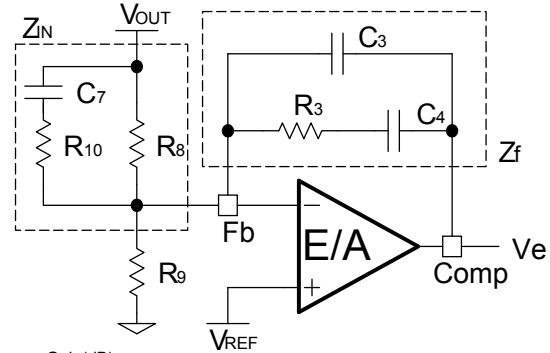 ZIN
VOUT
C3
C7
R3
C4
R10
R8
Zf
Fb
−
E/A
Ve
Comp
R9
+
VREF